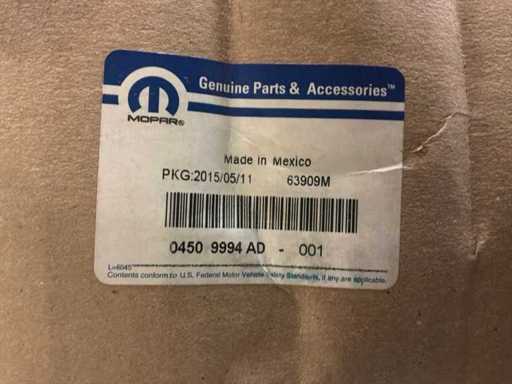 Genuine Parts & Accessories™
MOPAR®
Made in Mexico
PKG:2015/05/11 63909M
0450 9994 AD - 001
L=6045
Contents conform to U.S. Federal Motor Vehicle Safety Standards, if any are applicable.